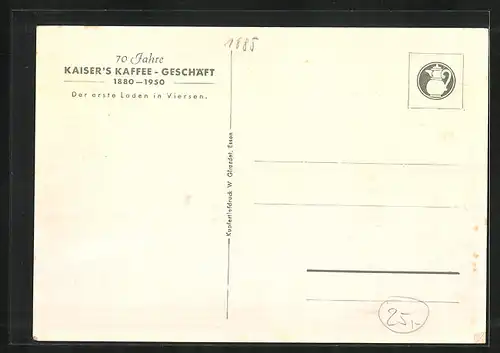 70 Jahre
KAISER'S KAFFEE-GESCHÄFT
1880—1950
Der erste Laden in Viersen.
1885
Kupfertiefdruck W. Girardet, Essen
25,-